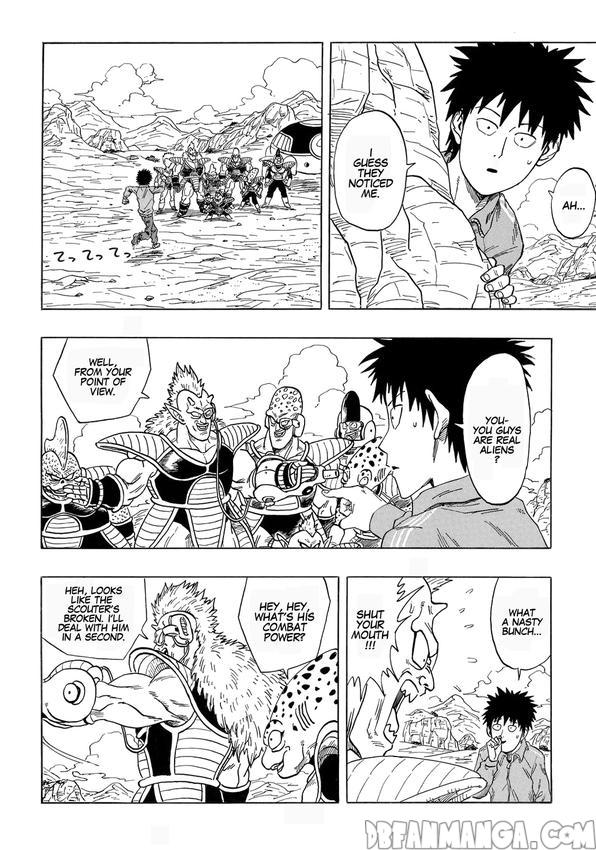 AH...
I
GUESS
THEY
NOTICED
ME.
てってってっ
YOU-
YOU GUYS
ARE REAL
ALIENS
?
WELL,
FROM YOUR
POINT OF
VIEW.
WHAT
A NASTY
BUNCH...
SHUT
YOUR
MOUTH
!!!
HEY, HEY,
WHAT'S HIS
COMBAT
POWER?
HEH, LOOKS
LIKE THE
SCOUTER'S
BROKEN. I'LL
DEAL WITH HIM
IN A SECOND.
DBFANMANGA.COM